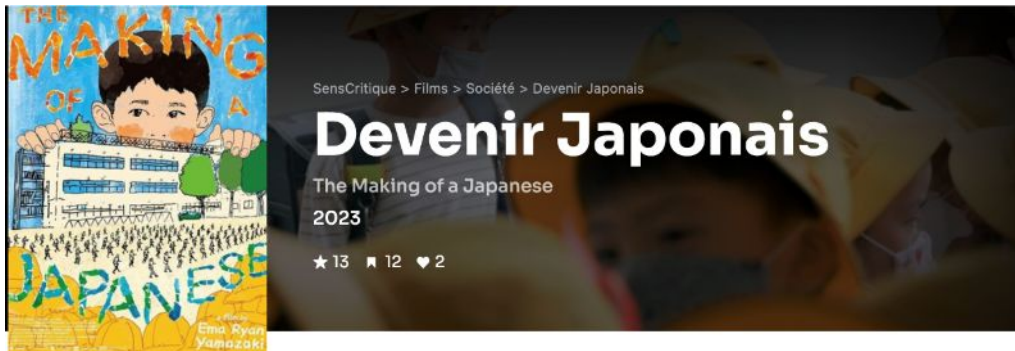 THE
MAKING
OF A
JAPANESE
a film by
Ema Ryan
Yamazaki
SensCritique > Films > Société > Devenir Japonais
Devenir Japonais
The Making of a Japanese
2023
13 12 2